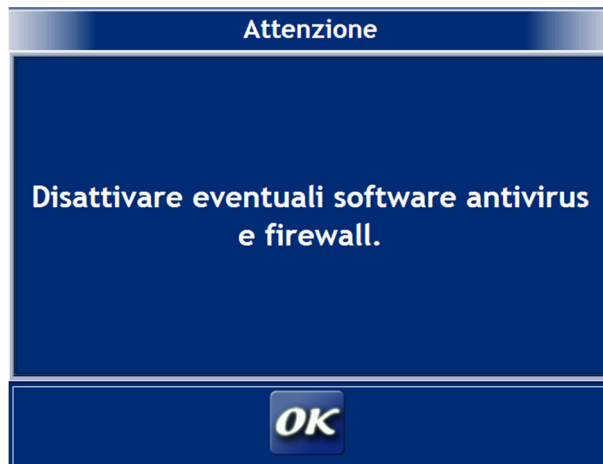 Attenzione
Disattivare eventuali software antivirus
e firewall.
OK